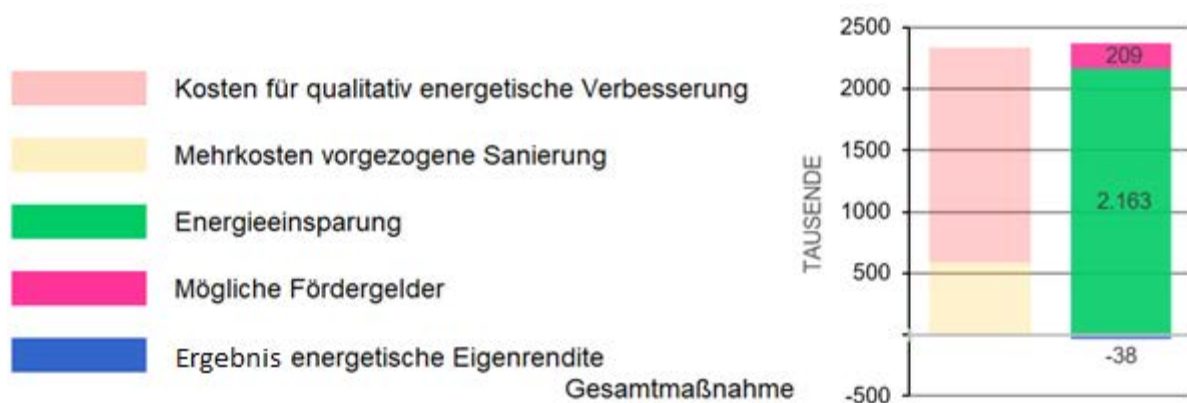 Kosten für qualitativ energetische Verbesserung
Mehrkosten vorgezogene Sanierung
Energieeinsparung
Mögliche Fördergelder
Ergebnis energetische Eigenrendite
Gesamtmaßnahme
TAUSENDE
2500
2000
1500
1000
500
-500
209
2.163
-38